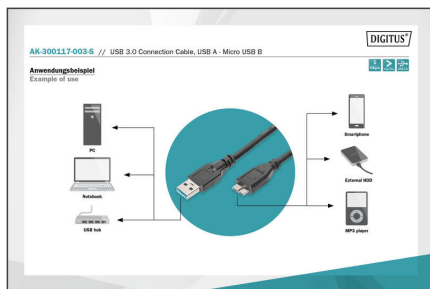 DIGITUS®
AK-300117-003-S // USB 3.0 Connection Cable, USB A - Micro USB B
Anwendungsbeispiel
Example of use
PC
Notebook
USB hub
Smartphone
External HDD
MP3 player